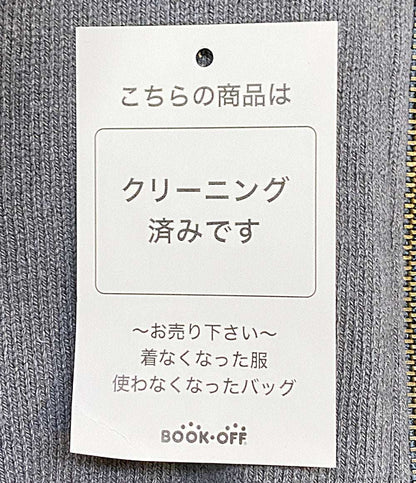 こちらの商品は
クリーニング
済みです
〜お売り下さい〜
着なくなった服
使わなくなったバッグ
BOOK・OFF